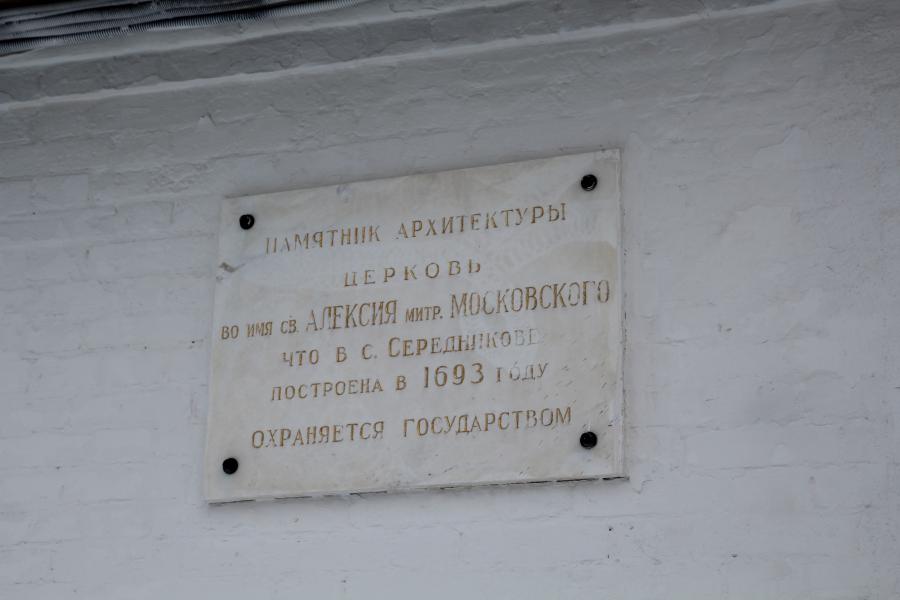 ПАМЯТНИК АРХИТЕКТУРЫ
ЦЕРКОВЬ
ВО ИМЯ СВ. АЛЕКСИЯ МИТР. МОСКОВСКОГО
ЧТО В С. СЕРЕДНИКОВЕ
ПОСТРОЕНА В 1693 ГОДУ
ОХРАНЯЕТСЯ ГОСУДАРСТВОМ